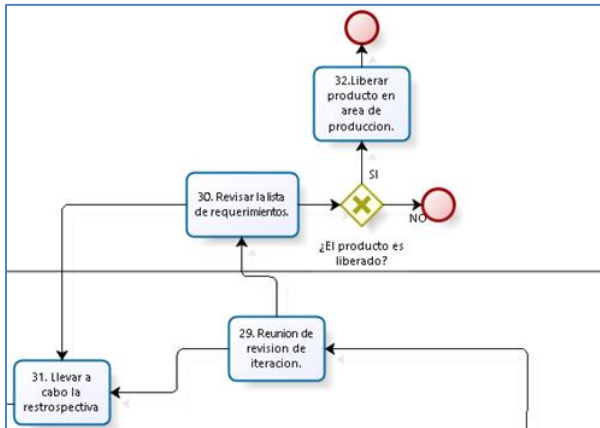 32.Liberar
producto en
area de
produccion.
SI
30. Revisar la lista
de requerimientos.
NO
¿El producto es
liberado?
29. Reunion de
revision de
iteracion.
31. Llevar a
cabo la
restrospectiva